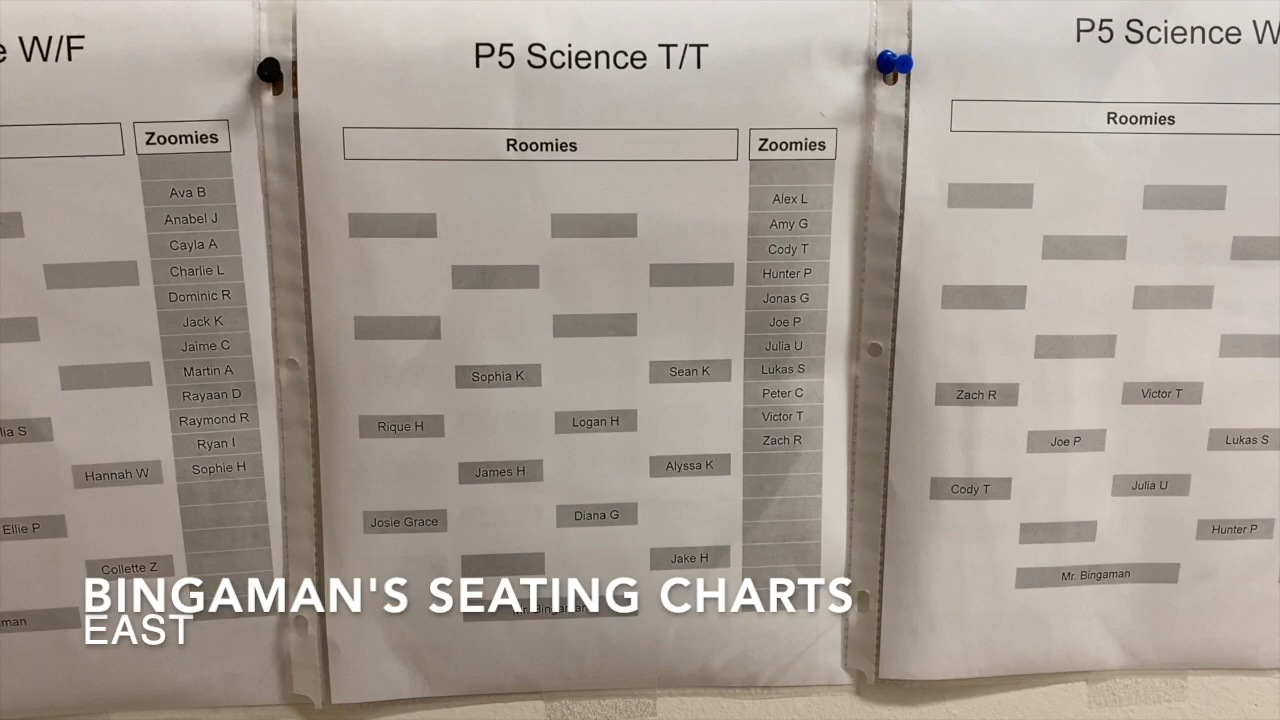 e W/F
Zoomies
Ava B
Anabel J
Cayla A
Charlie L
Dominic R
Jack K
Jaime C
Martin A
Rayaan D
Raymond R
Ryan I
Sophie H
lia S
Hannah W
Ellie P
Collette Z
man
P5 Science T/T
Roomies
Zoomies
Alex L
Amy G
Cody T
Hunter P
Jonas G
Joe P
Julia U
Lukas S
Peter C
Victor T
Zach R
Sophia K
Sean K
Rique H
Logan H
James H
Alyssa K
Josie Grace
Diana G
Jake H
Mr. Bingaman
P5 Science W
Roomies
Zach R
Victor T
Joe P
Lukas S
Cody T
Julia U
Hunter P
Mr. Bingaman
BINGAMAN'S SEATING CHARTS
EAST